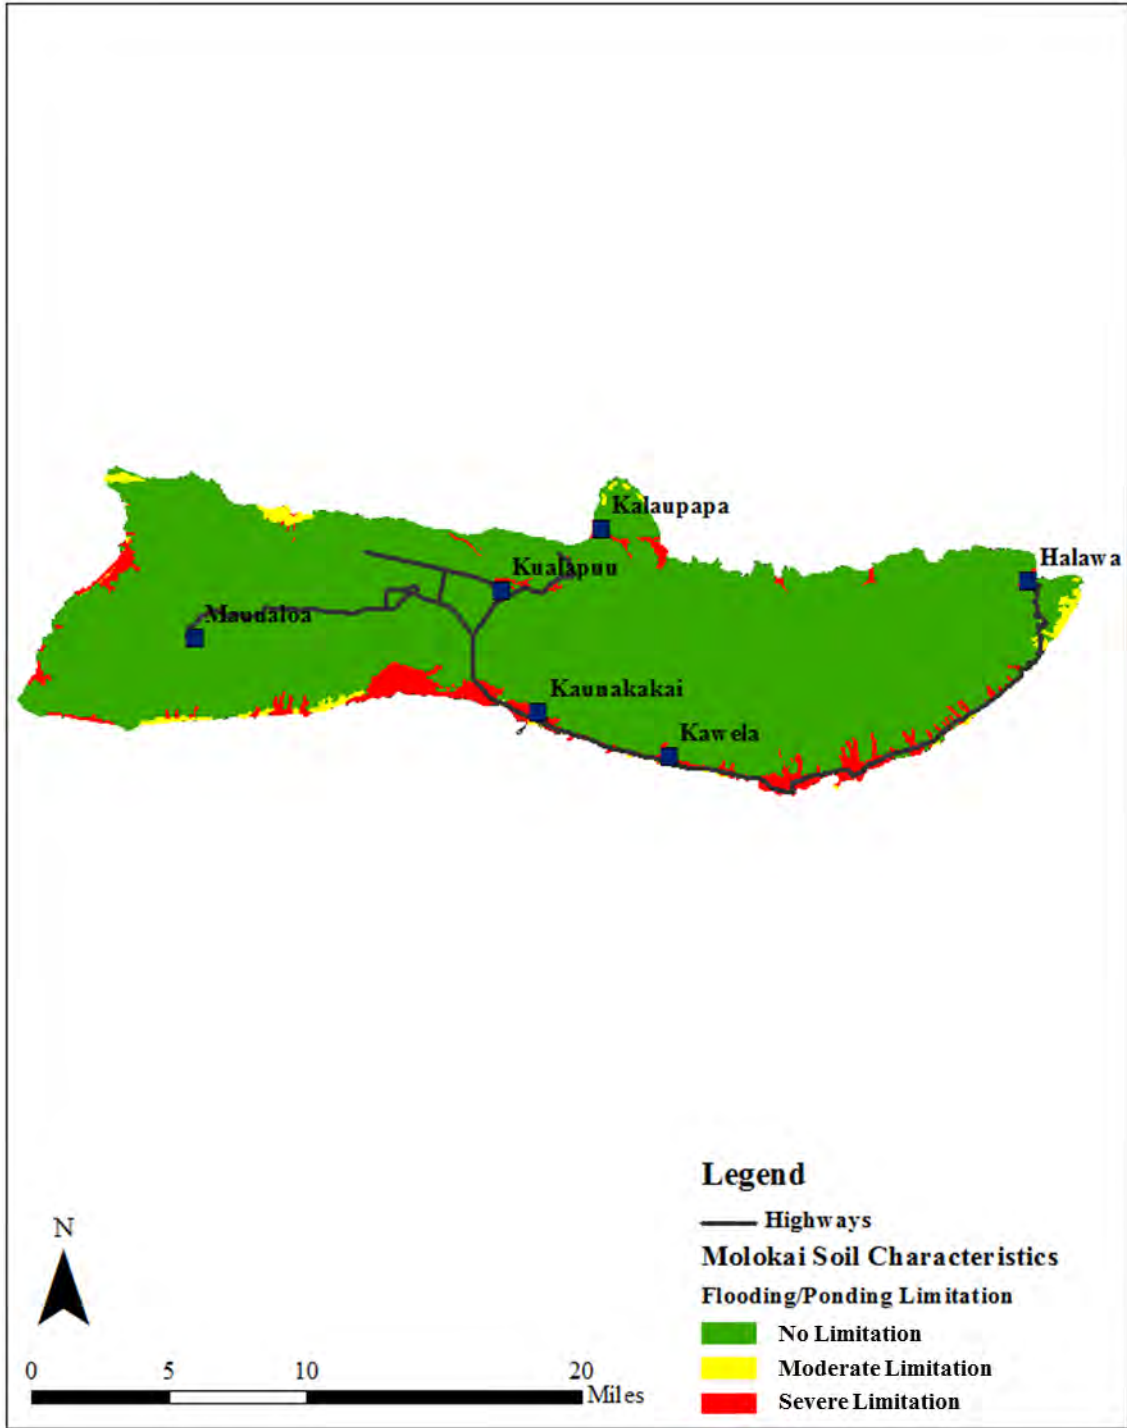 Kalaupapa
Halawa
Kualapuu
Maunaloa
Kaunakakai
Kawela
Legend
Highways
Molokai Soil Characteristics
Flooding/Ponding Limitation
No Limitation
Moderate Limitation
Severe Limitation
N
0 5 10 20
Miles